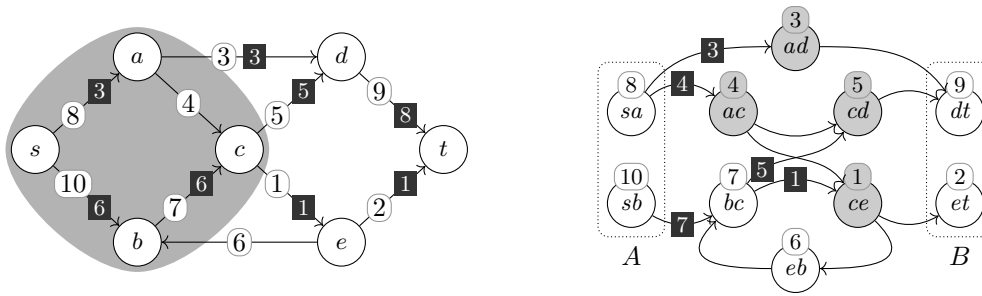 a 3 3 d
3 4 5 9
8 5 8
s c t
10 7 6 1 1 1
6 2
b 6 e
3
ad
3
8 4 4 5 9
sa ac cd dt
10 7 5 1 1 2
sb 7 bc ce et
A 6 B
eb